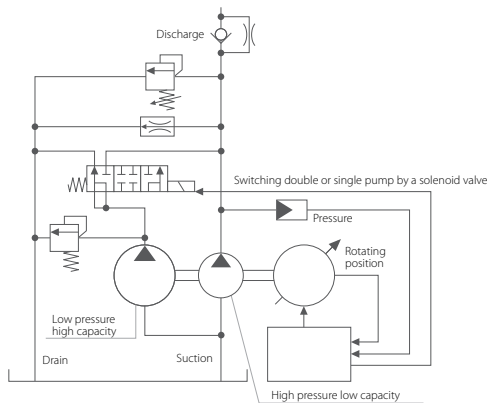 Discharge
Switching double or single pump by a solenoid valve
Pressure
Rotating
position
Low pressure
high capacity
Drain
Suction
High pressure low capacity